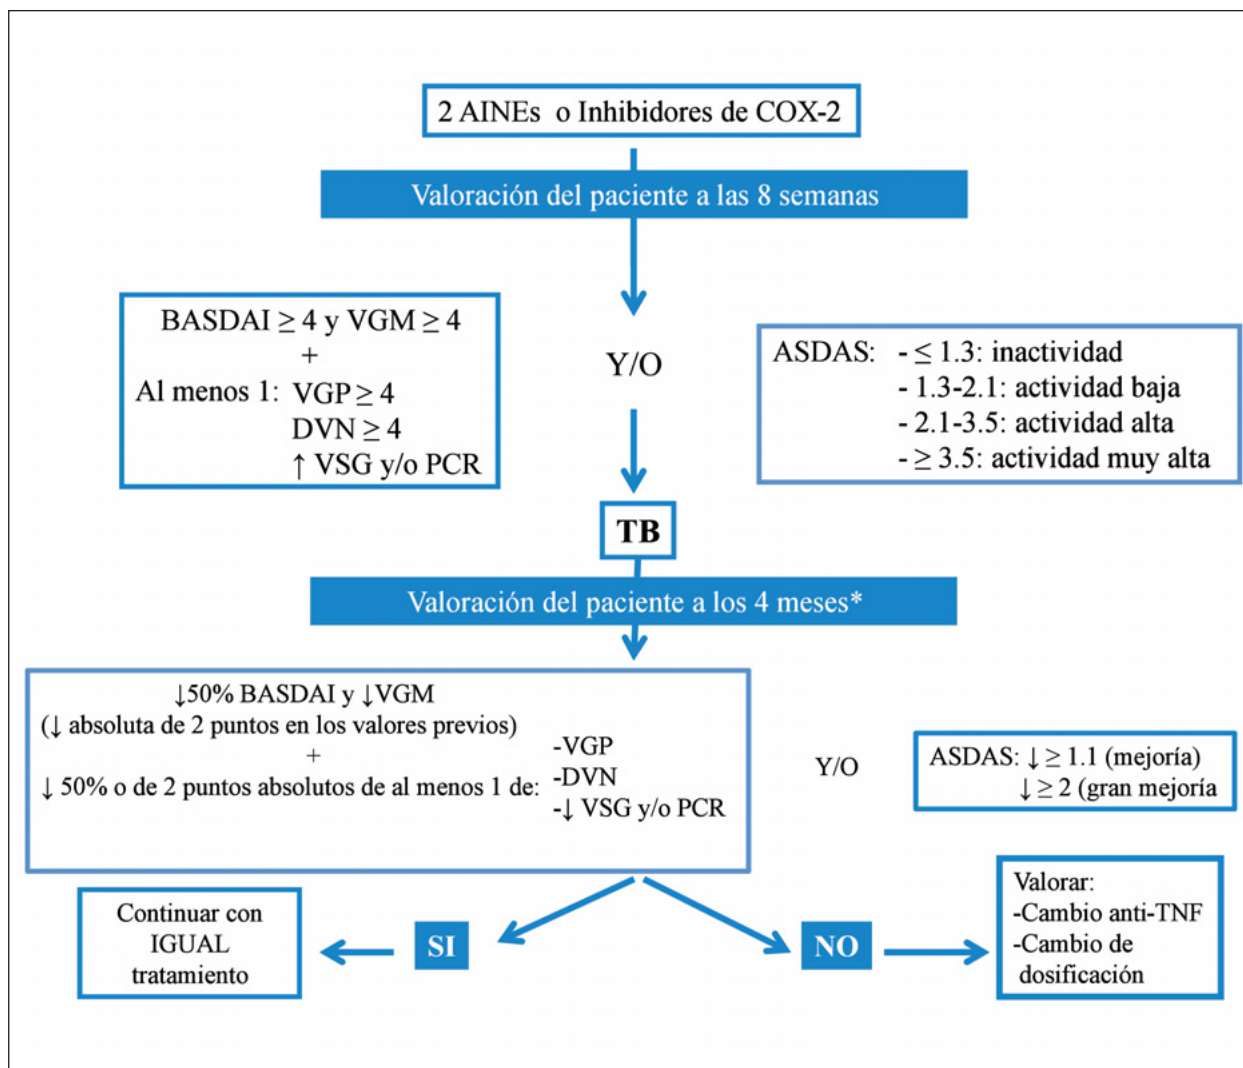 2 AINEs o Inhibidores de COX-2
Valoración del paciente a las 8 semanas
BASDAI ≥ 4 y VGM ≥ 4
+
Al menos 1: VGP ≥ 4
DVN ≥ 4
↑ VSG y/o PCR
Y/O
ASDAS: - ≤ 1.3: inactividad
- 1.3-2.1: actividad baja
- 2.1-3.5: actividad alta
- ≥ 3.5: actividad muy alta
TB
Valoración del paciente a los 4 meses*
↓50% BASDAI y ↓VGM
(↓ absoluta de 2 puntos en los valores previos)
+
↓ 50% o de 2 puntos absolutos de al menos 1 de:
-VGP
-DVN
-↓ VSG y/o PCR
Y/O
ASDAS: ↓ ≥ 1.1 (mejoría)
↓ ≥ 2 (gran mejoría
Continuar con
IGUAL
tratamiento
SI
NO
Valorar:
-Cambio anti-TNF
-Cambio de
dosificación